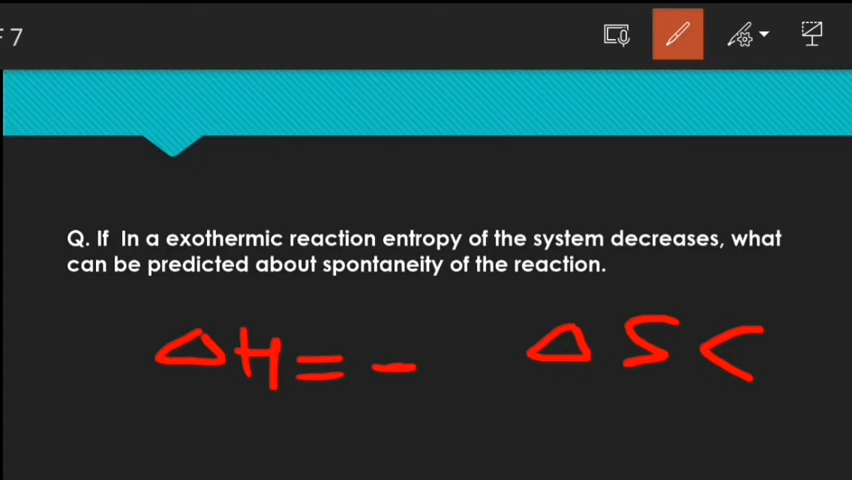 F 7
Q. If In a exothermic reaction entropy of the system decreases, what
can be predicted about spontaneity of the reaction.
ΔH = - ΔS <